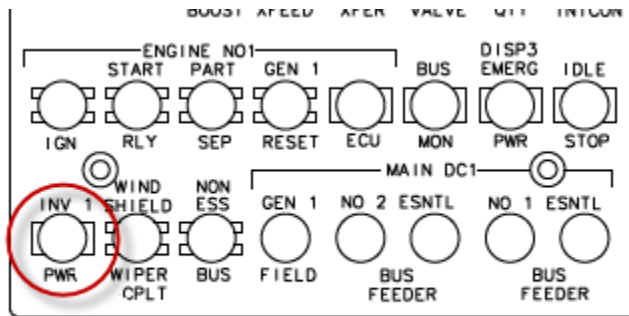 BOOST XFEED XFER VALVE QTY INTCON
ENGINE NO1
DISP3
START PART GEN 1 BUS EMERG IDLE
IGN RLY SEP RESET ECU MON PWR STOP
MAIN DC1
WIND NON
INV 1 SHIELD ESS GEN 1 NO 2 ESNTL NO 1 ESNTL
PWR WIPER BUS FIELD BUS BUS
CPLT FEEDER FEEDER